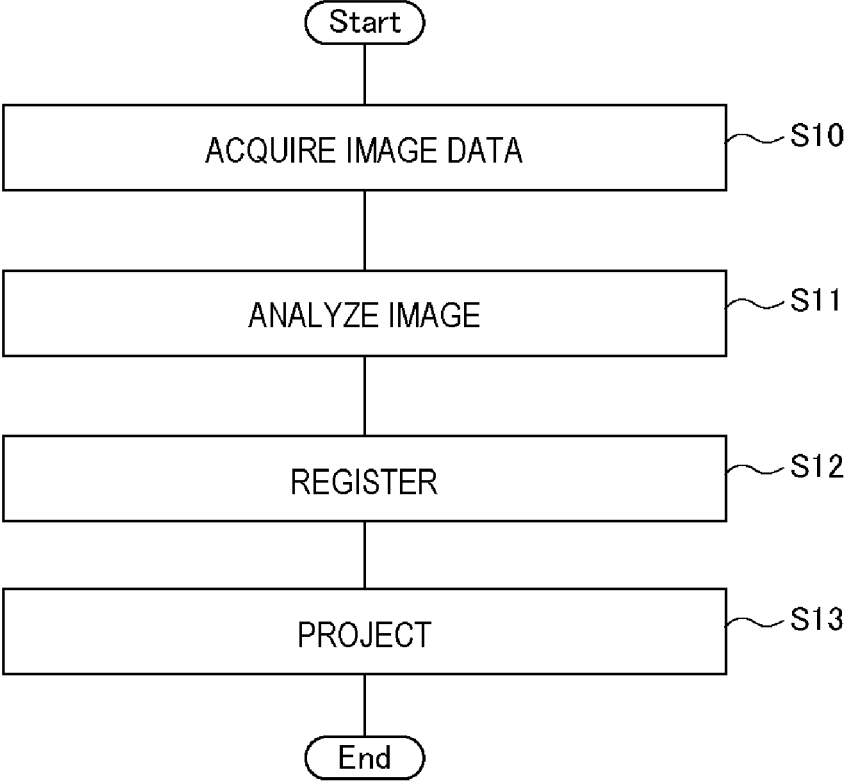 Start
ACQUIRE IMAGE DATA
S10
ANALYZE IMAGE
S11
REGISTER
S12
PROJECT
S13
End